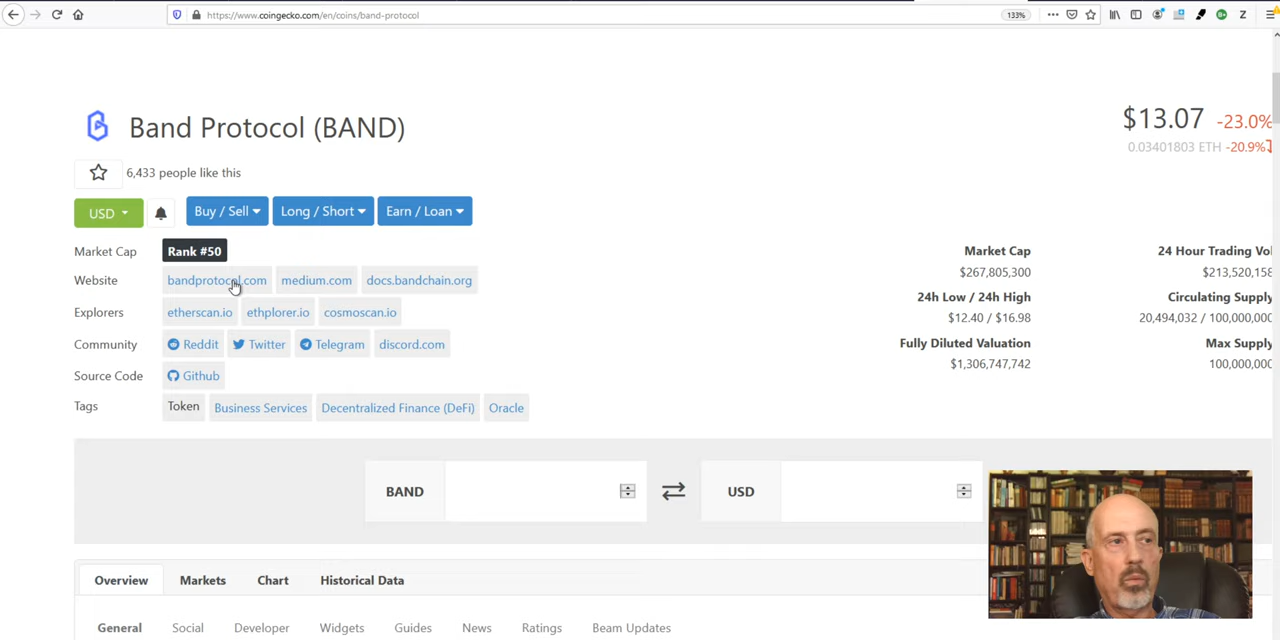 https://www.coingecko.com/en/coins/band-protocol
133%
Z
Band Protocol (BAND)
$13.07 -23.0%
0.03401803 ETH -20.9%
6,433 people like this
USD Buy / Sell Long / Short Earn / Loan
Market Cap Rank #50
Website bandprotocol.com medium.com docs.bandchain.org
Explorers etherscan.io ethplorer.io cosmoscan.io
Community Reddit Twitter Telegram discord.com
Source Code Github
Tags Token Business Services Decentralized Finance (DeFi) Oracle
Market Cap 24 Hour Trading Vol
$267,805,300 $213,520,158
24h Low / 24h High Circulating Supply
$12.40 / $16.98 20,494,032 / 100,000,000
Fully Diluted Valuation Max Supply
$1,306,747,742 100,000,000
BAND USD
Overview Markets Chart Historical Data
General Social Developer Widgets Guides News Ratings Beam Updates